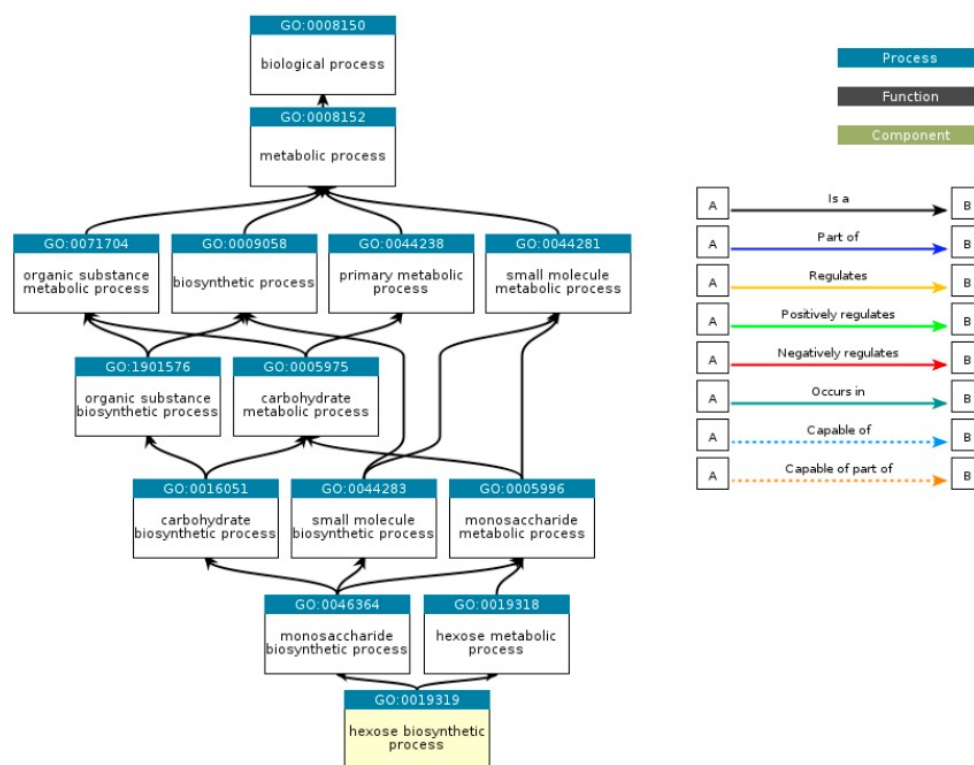 GO:0008150
biological process
GO:0008152
metabolic process
GO:0071704
organic substance
metabolic process
GO:0009058
biosynthetic process
GO:0044238
primary metabolic
process
GO:0044281
small molecule
metabolic process
GO:1901576
organic substance
biosynthetic process
GO:0005975
carbohydrate
metabolic process
GO:0016051
carbohydrate
biosynthetic process
GO:0044283
small molecule
biosynthetic process
GO:0005996
monosaccharide
metabolic process
GO:0046364
monosaccharide
biosynthetic process
GO:0019318
hexose metabolic
process
GO:0019319
hexose biosynthetic
process
Process
Function
Component
A Is a B
A Part of B
A Regulates B
A Positively regulates B
A Negatively regulates B
A Occurs in B
A Capable of B
A Capable of part of B